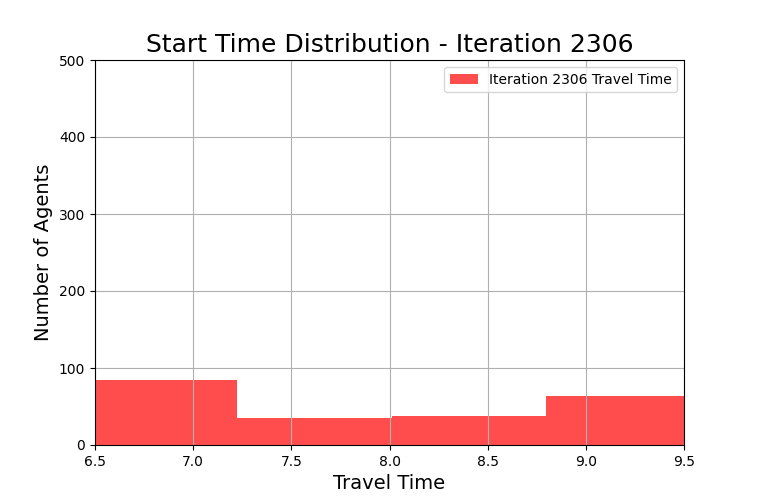 Start Time Distribution - Iteration 2306
Iteration 2306 Travel Time
Number of Agents
500
400
300
200
100
0
6.5 7.0 7.5 8.0 8.5 9.0 9.5
Travel Time